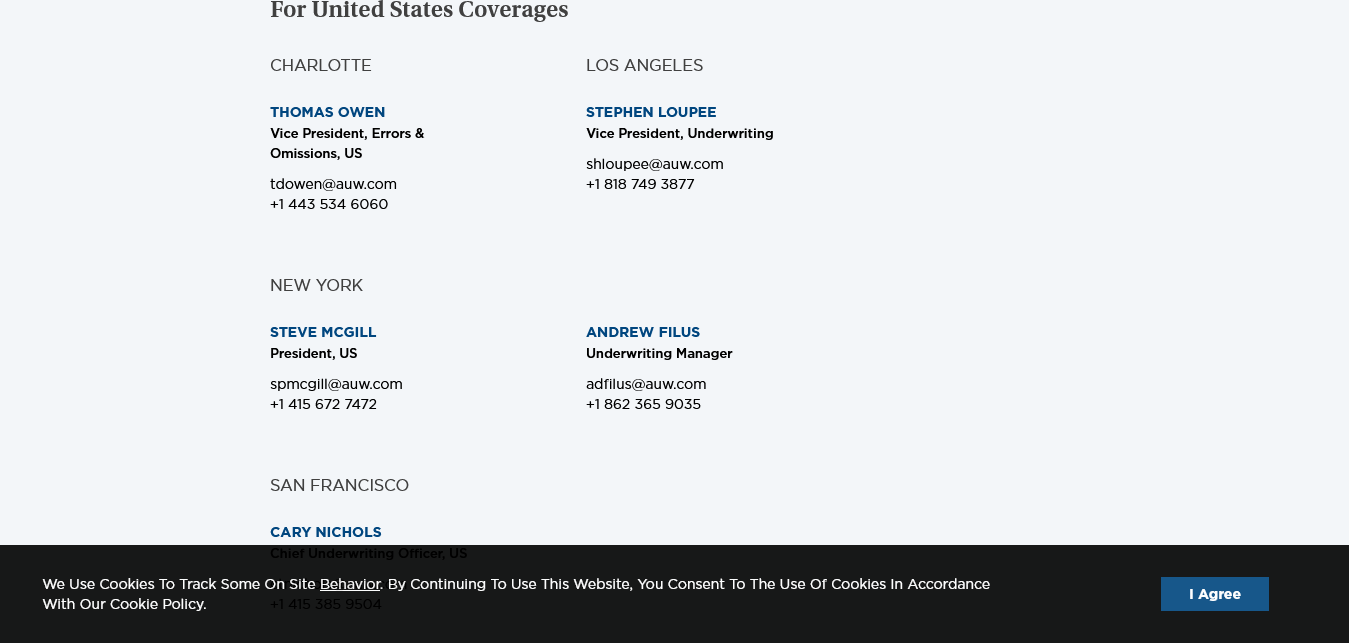 For United States Coverages
CHARLOTTE
THOMAS OWEN
Vice President, Errors &
Omissions, US
tdowen@auw.com
+1 443 534 6060
LOS ANGELES
STEPHEN LOUPEE
Vice President, Underwriting
shloupee@auw.com
+1 818 749 3877
NEW YORK
STEVE MCGILL
President, US
spmcgill@auw.com
+1 415 672 7472
ANDREW FILUS
Underwriting Manager
adfilus@auw.com
+1 862 365 9035
SAN FRANCISCO
CARY NICHOLS
Chief Underwriting Officer, US
+1 415 385 9504
We Use Cookies To Track Some On Site Behavior. By Continuing To Use This Website, You Consent To The Use Of Cookies In Accordance
With Our Cookie Policy.
I Agree